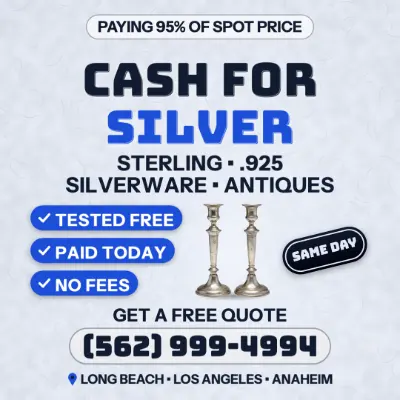 PAYING 95% OF SPOT PRICE
CASH FOR
SILVER
STERLING • .925
SILVERWARE • ANTIQUES
TESTED FREE
PAID TODAY
NO FEES
SAME DAY
GET A FREE QUOTE
(562) 999-4994
LONG BEACH • LOS ANGELES • ANAHEIM